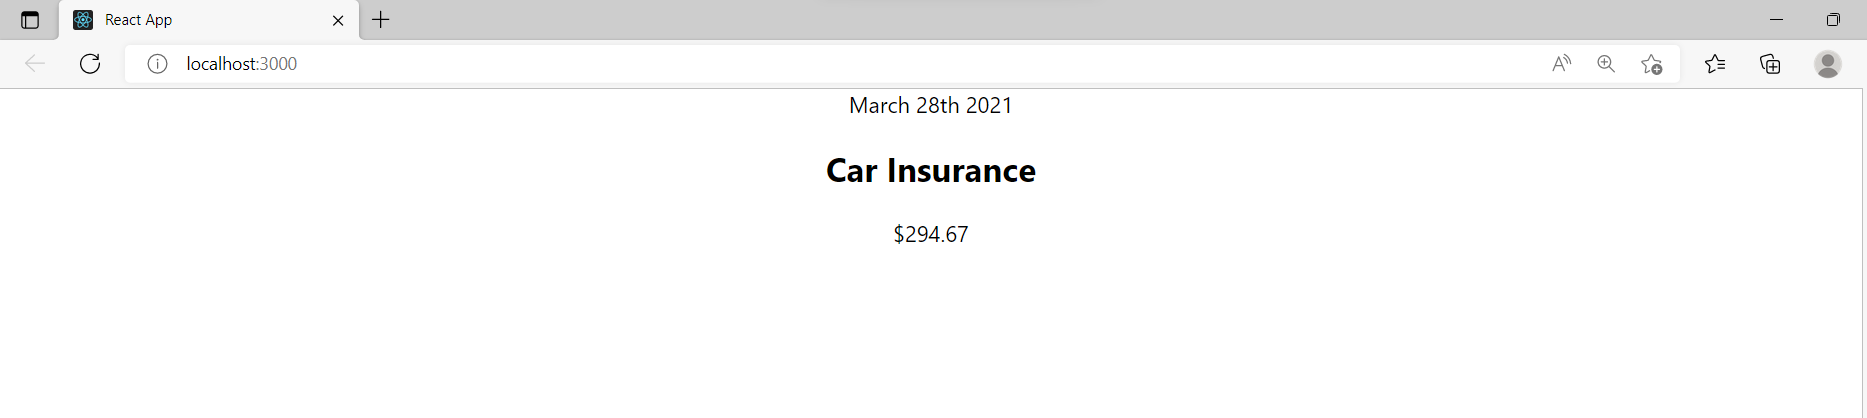 React App
localhost:3000
March 28th 2021
Car Insurance
$294.67